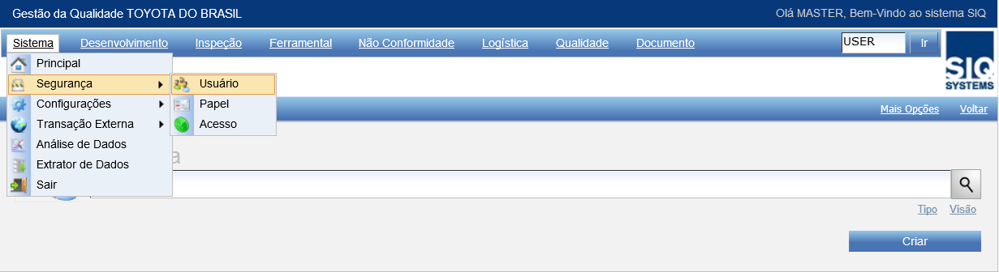 Gestão da Qualidade TOYOTA DO BRASIL
Olá MASTER, Bem-Vindo ao sistema SIQ
Sistema Desenvolvimento Inspeção Ferramental Não Conformidade Logística Qualidade Documento
USER Ir
SIQ
SYSTEMS
Principal
Segurança
Configurações
Transação Externa
Análise de Dados
Extrator de Dados
Sair
Usuário
Papel
Acesso
Mais Opções Voltar
a
Tipo Visão
Criar